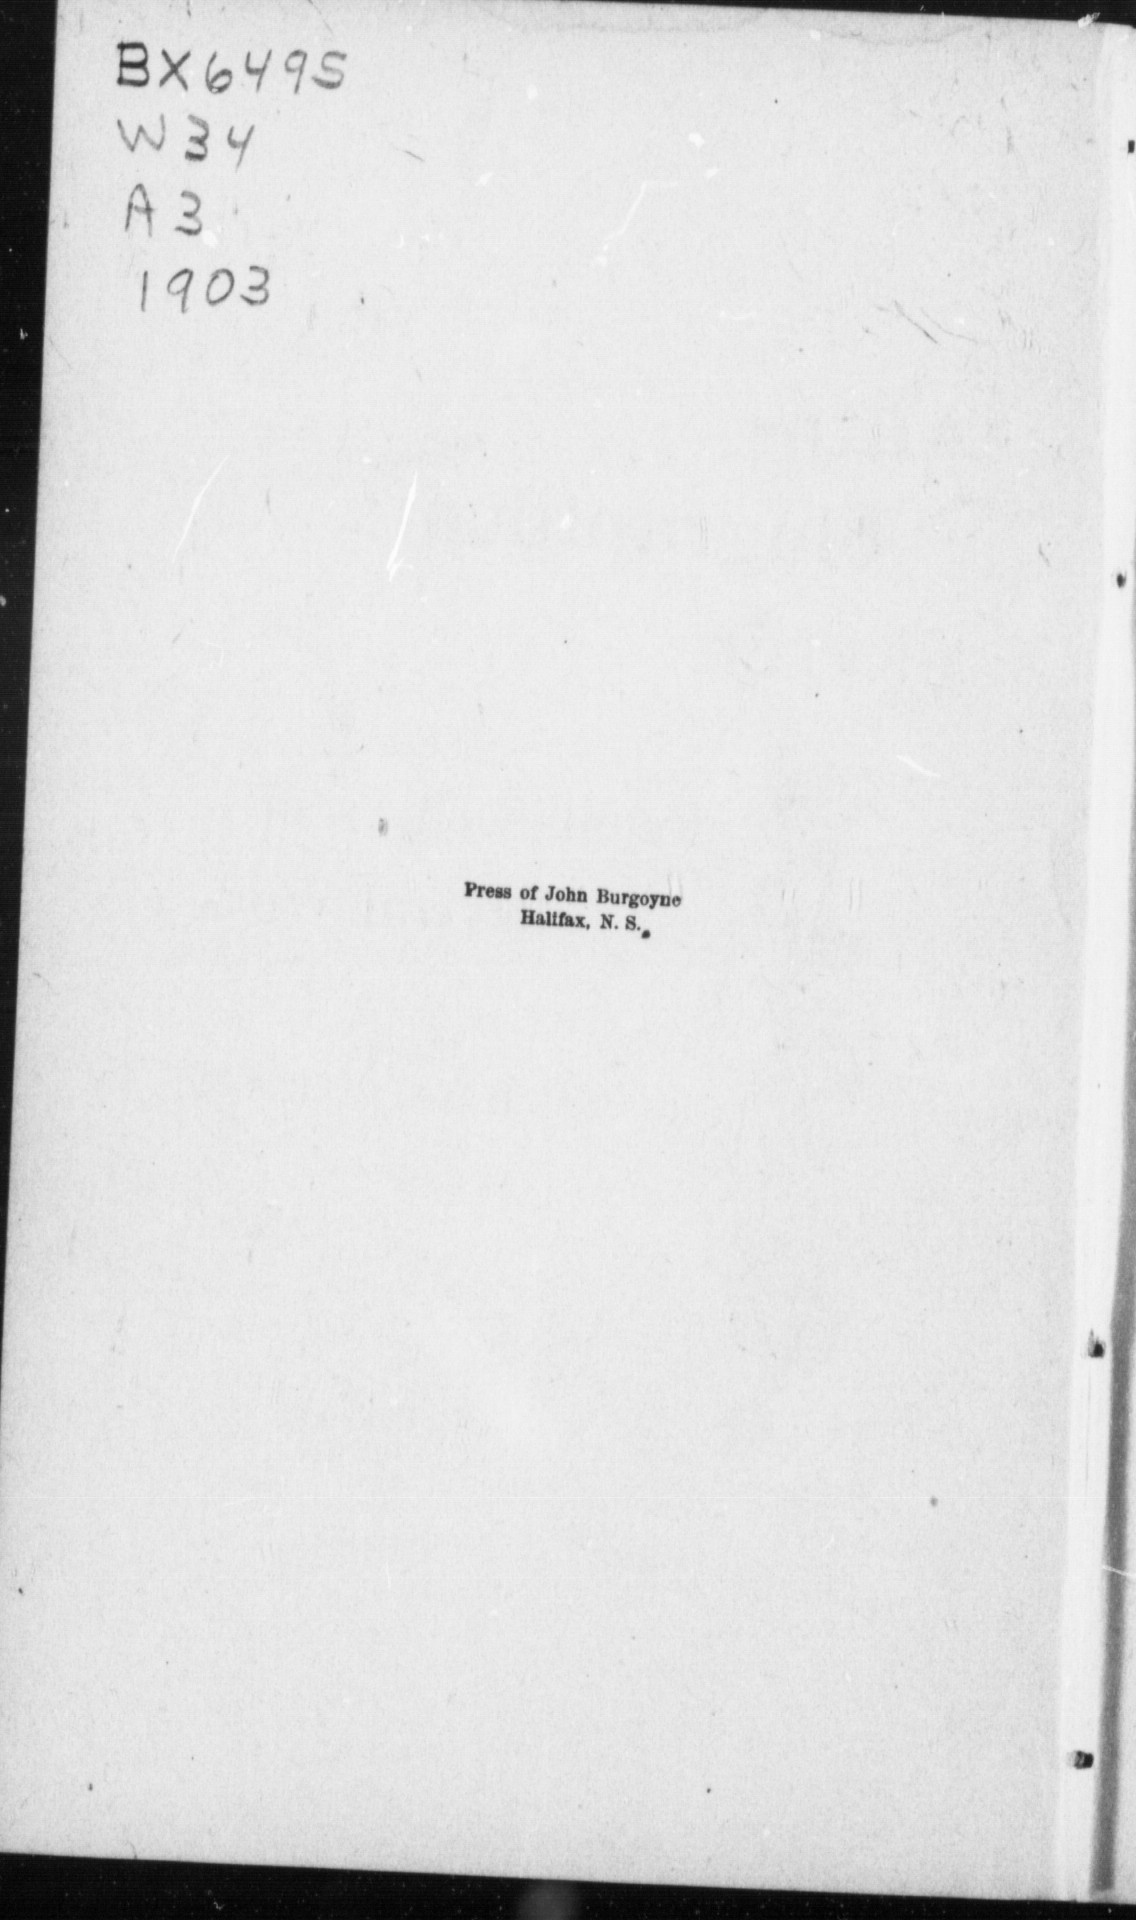 BX6495
W34
A3
1903
Press of John Burgoyne
Halifax, N. S.